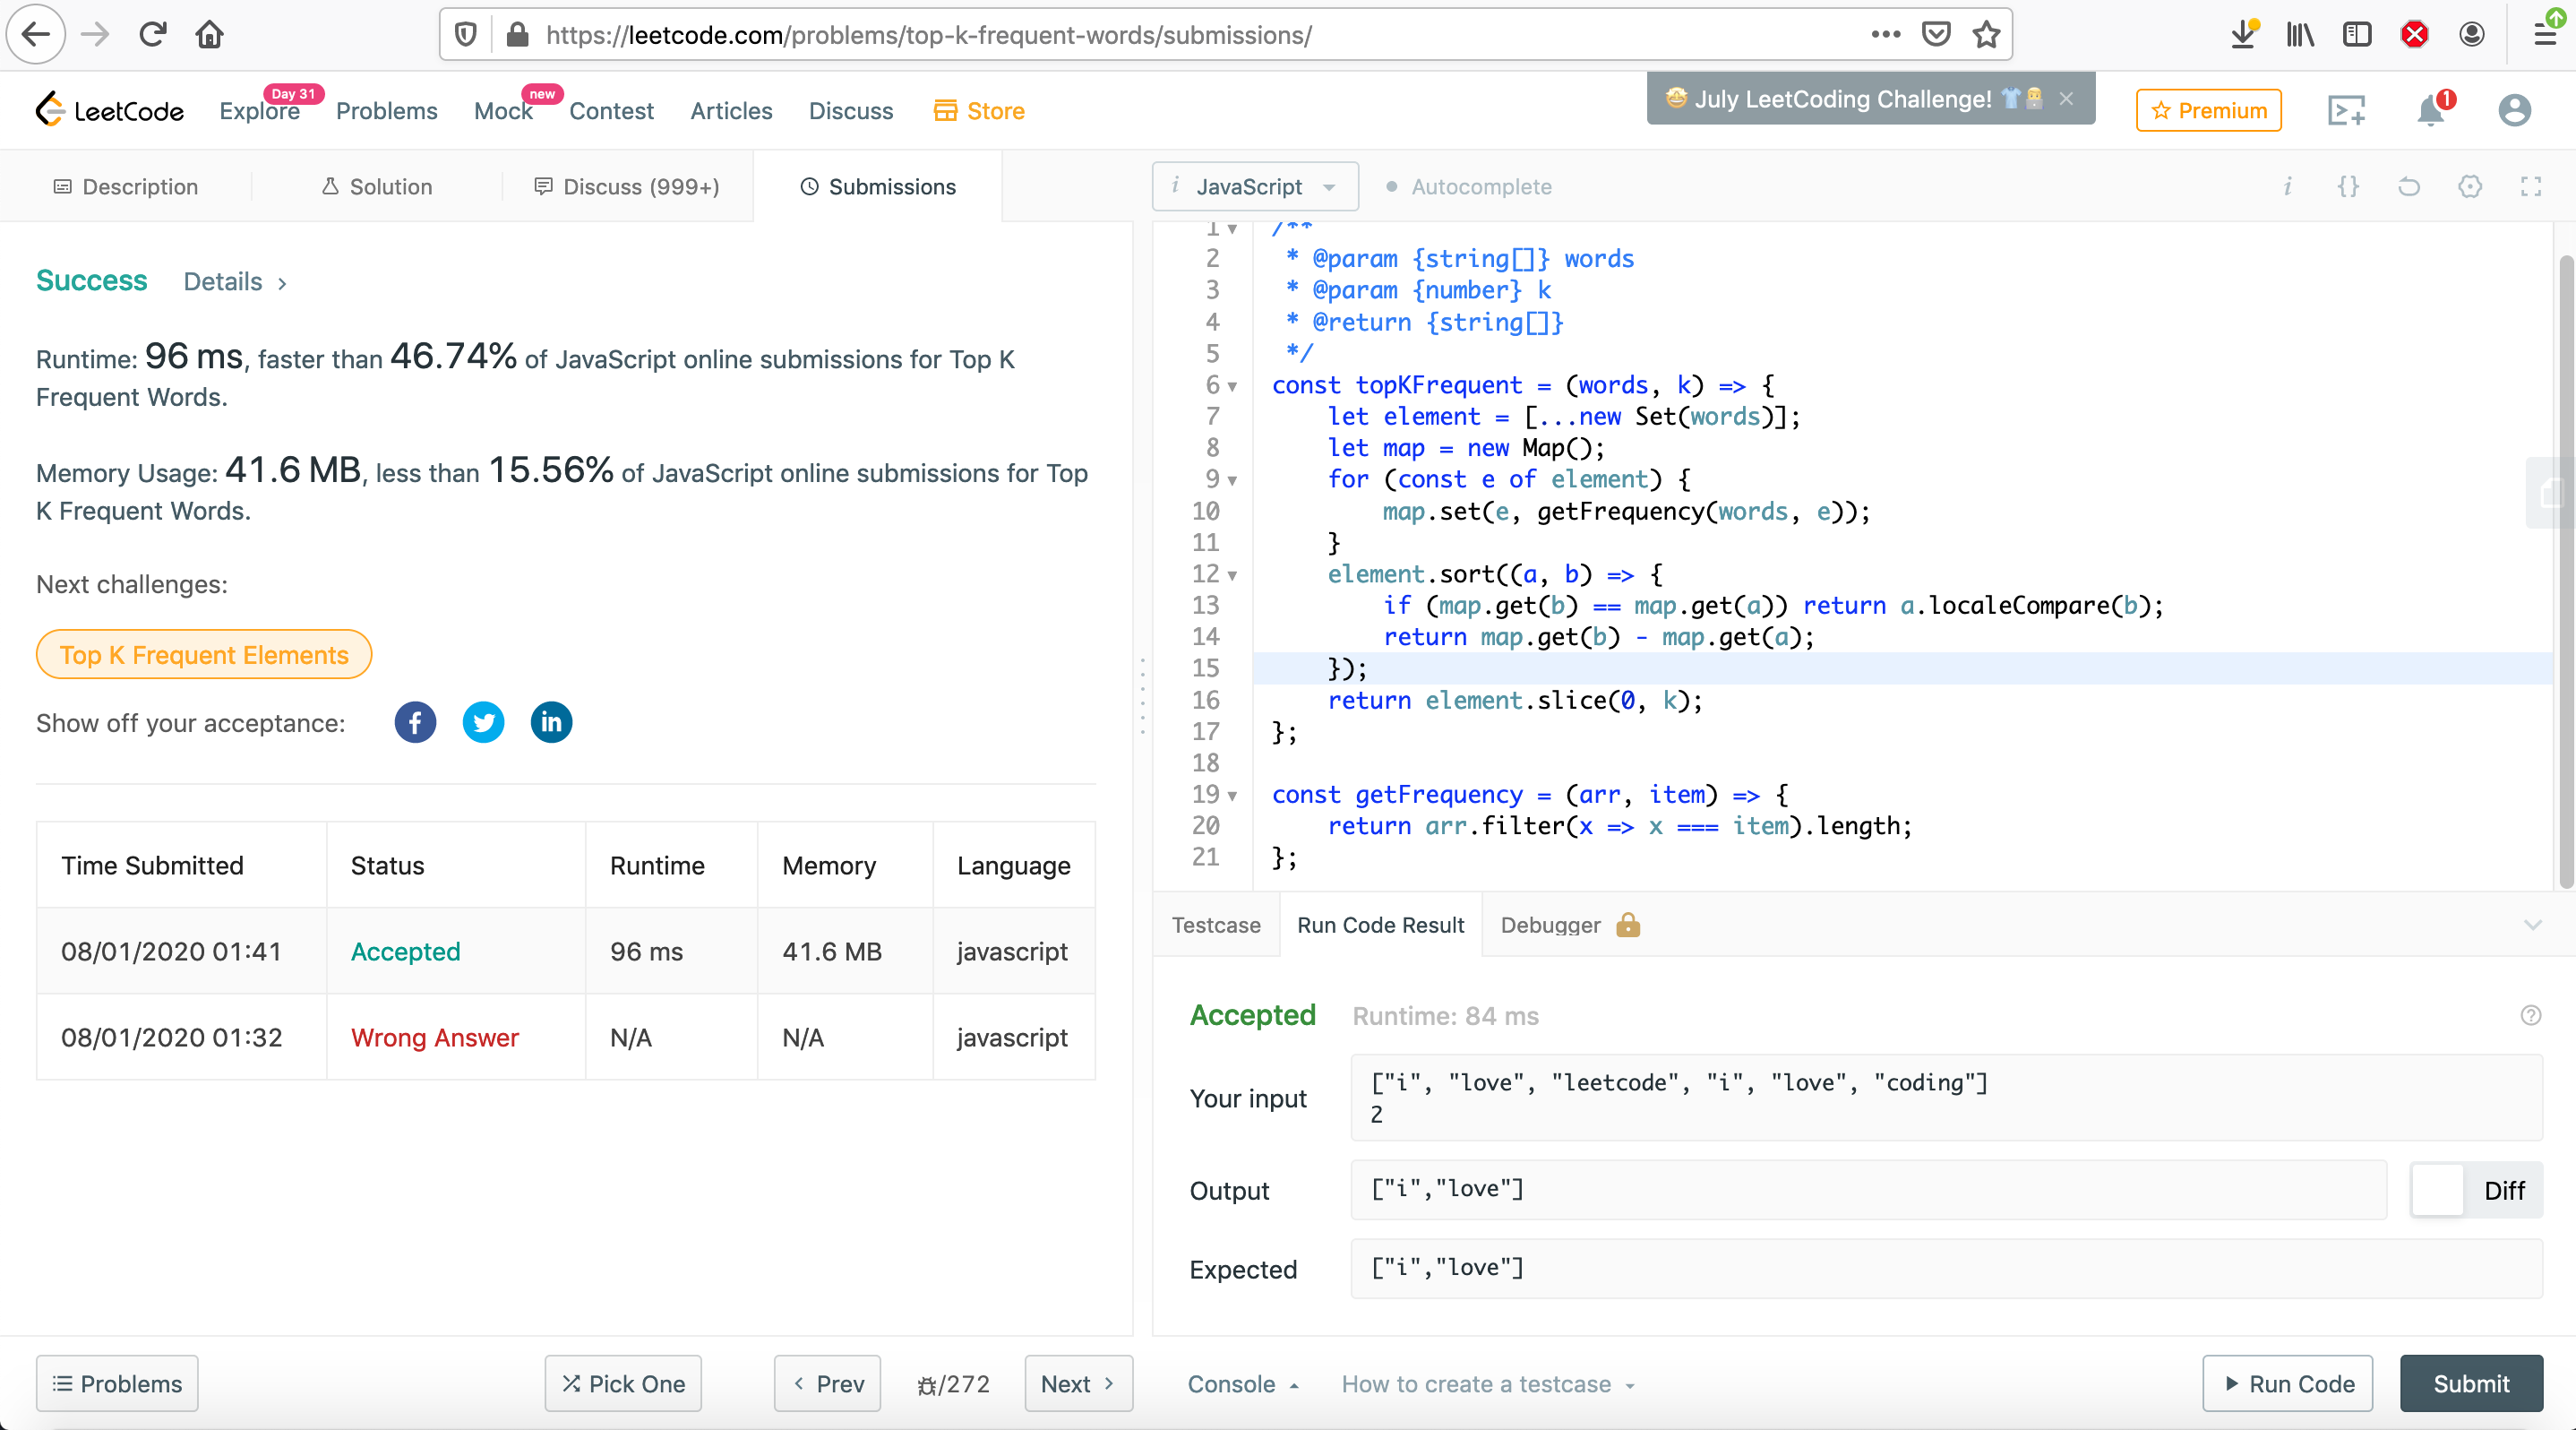 https://leetcode.com/problems/top-k-frequent-words/submissions/
LeetCode
Explore
Day 31
Problems
Mock
new
Contest
Articles
Discuss
Store
July LeetCoding Challenge!
Premium
1
Description
Solution
Discuss (999+)
Submissions
Success
Details
Runtime: 96 ms, faster than 46.74% of JavaScript online submissions for Top K
Frequent Words.
Memory Usage: 41.6 MB, less than 15.56% of JavaScript online submissions for Top
K Frequent Words.
Next challenges:
Top K Frequent Elements
Show off your acceptance:
Time Submitted Status Runtime Memory Language
08/01/2020 01:41 Accepted 96 ms 41.6 MB javascript
08/01/2020 01:32 Wrong Answer N/A N/A javascript
Problems
Pick One
< Prev
/272
Next >
i JavaScript
Autocomplete
i {}
1 /**
2 * @param {string[]} words
3 * @param {number} k
4 * @return {string[]}
5 */
6 const topKFrequent = (words, k) => {
7 let element = [...new Set(words)];
8 let map = new Map();
9 for (const e of element) {
10 map.set(e, getFrequency(words, e));
11 }
12 element.sort((a, b) => {
13 if (map.get(b) == map.get(a)) return a.localeCompare(b);
14 return map.get(b) - map.get(a);
15 });
16 return element.slice(0, k);
17 };
18
19 const getFrequency = (arr, item) => {
20 return arr.filter(x => x === item).length;
21 };
Testcase
Run Code Result
Debugger
Accepted
Runtime: 84 ms
Your input
["i", "love", "leetcode", "i", "love", "coding"]
2
Output
["i","love"]
Diff
Expected
["i","love"]
Console
How to create a testcase
Run Code
Submit